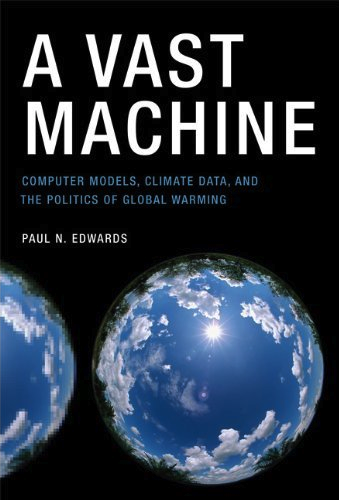 A VAST
MACHINE
COMPUTER MODELS, CLIMATE DATA, AND
THE POLITICS OF GLOBAL WARMING
PAUL N. EDWARDS